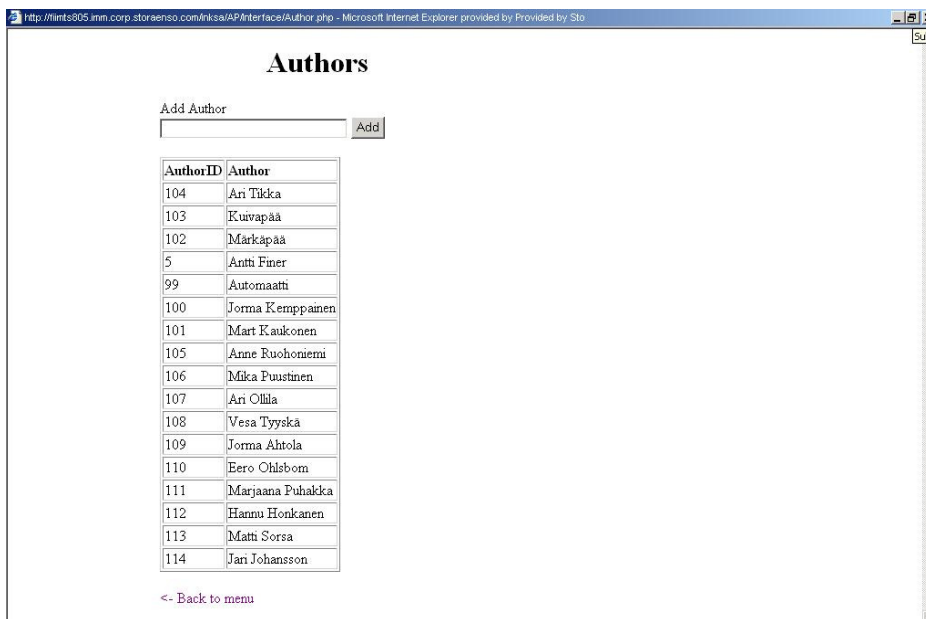 http://fiimts805.imm.corp.storaenso.com/inksa/AP/Interface/Author.php - Microsoft Internet Explorer provided by Provided by Sto
Su
Authors
Add Author
Add
AuthorID Author
104 Ari Tikka
103 Kuivapää
102 Märkäpää
5 Antti Finer
99 Automaatti
100 Jorma Kemppainen
101 Mart Kaukonen
105 Anne Ruohoniemi
106 Mika Puustinen
107 Ari Ollila
108 Vesa Tyyskä
109 Jorma Ahtola
110 Eero Ohlsbom
111 Marjaana Puhakka
112 Hannu Honkanen
113 Matti Sorsa
114 Jari Johansson
<- Back to menu